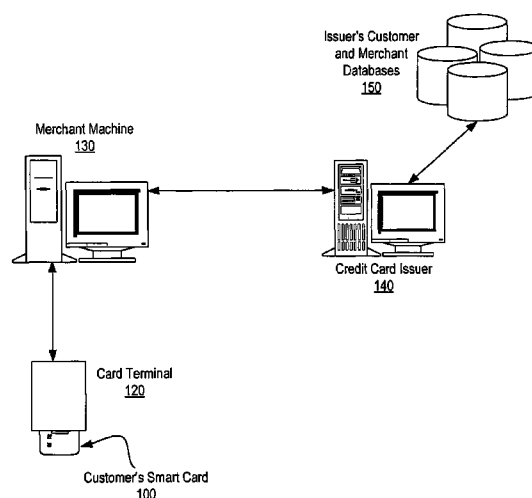 Issuer's Customer
and Merchant
Databases
150
Merchant Machine
130
Credit Card Issuer
140
Card Terminal
120
Customer's Smart Card
100